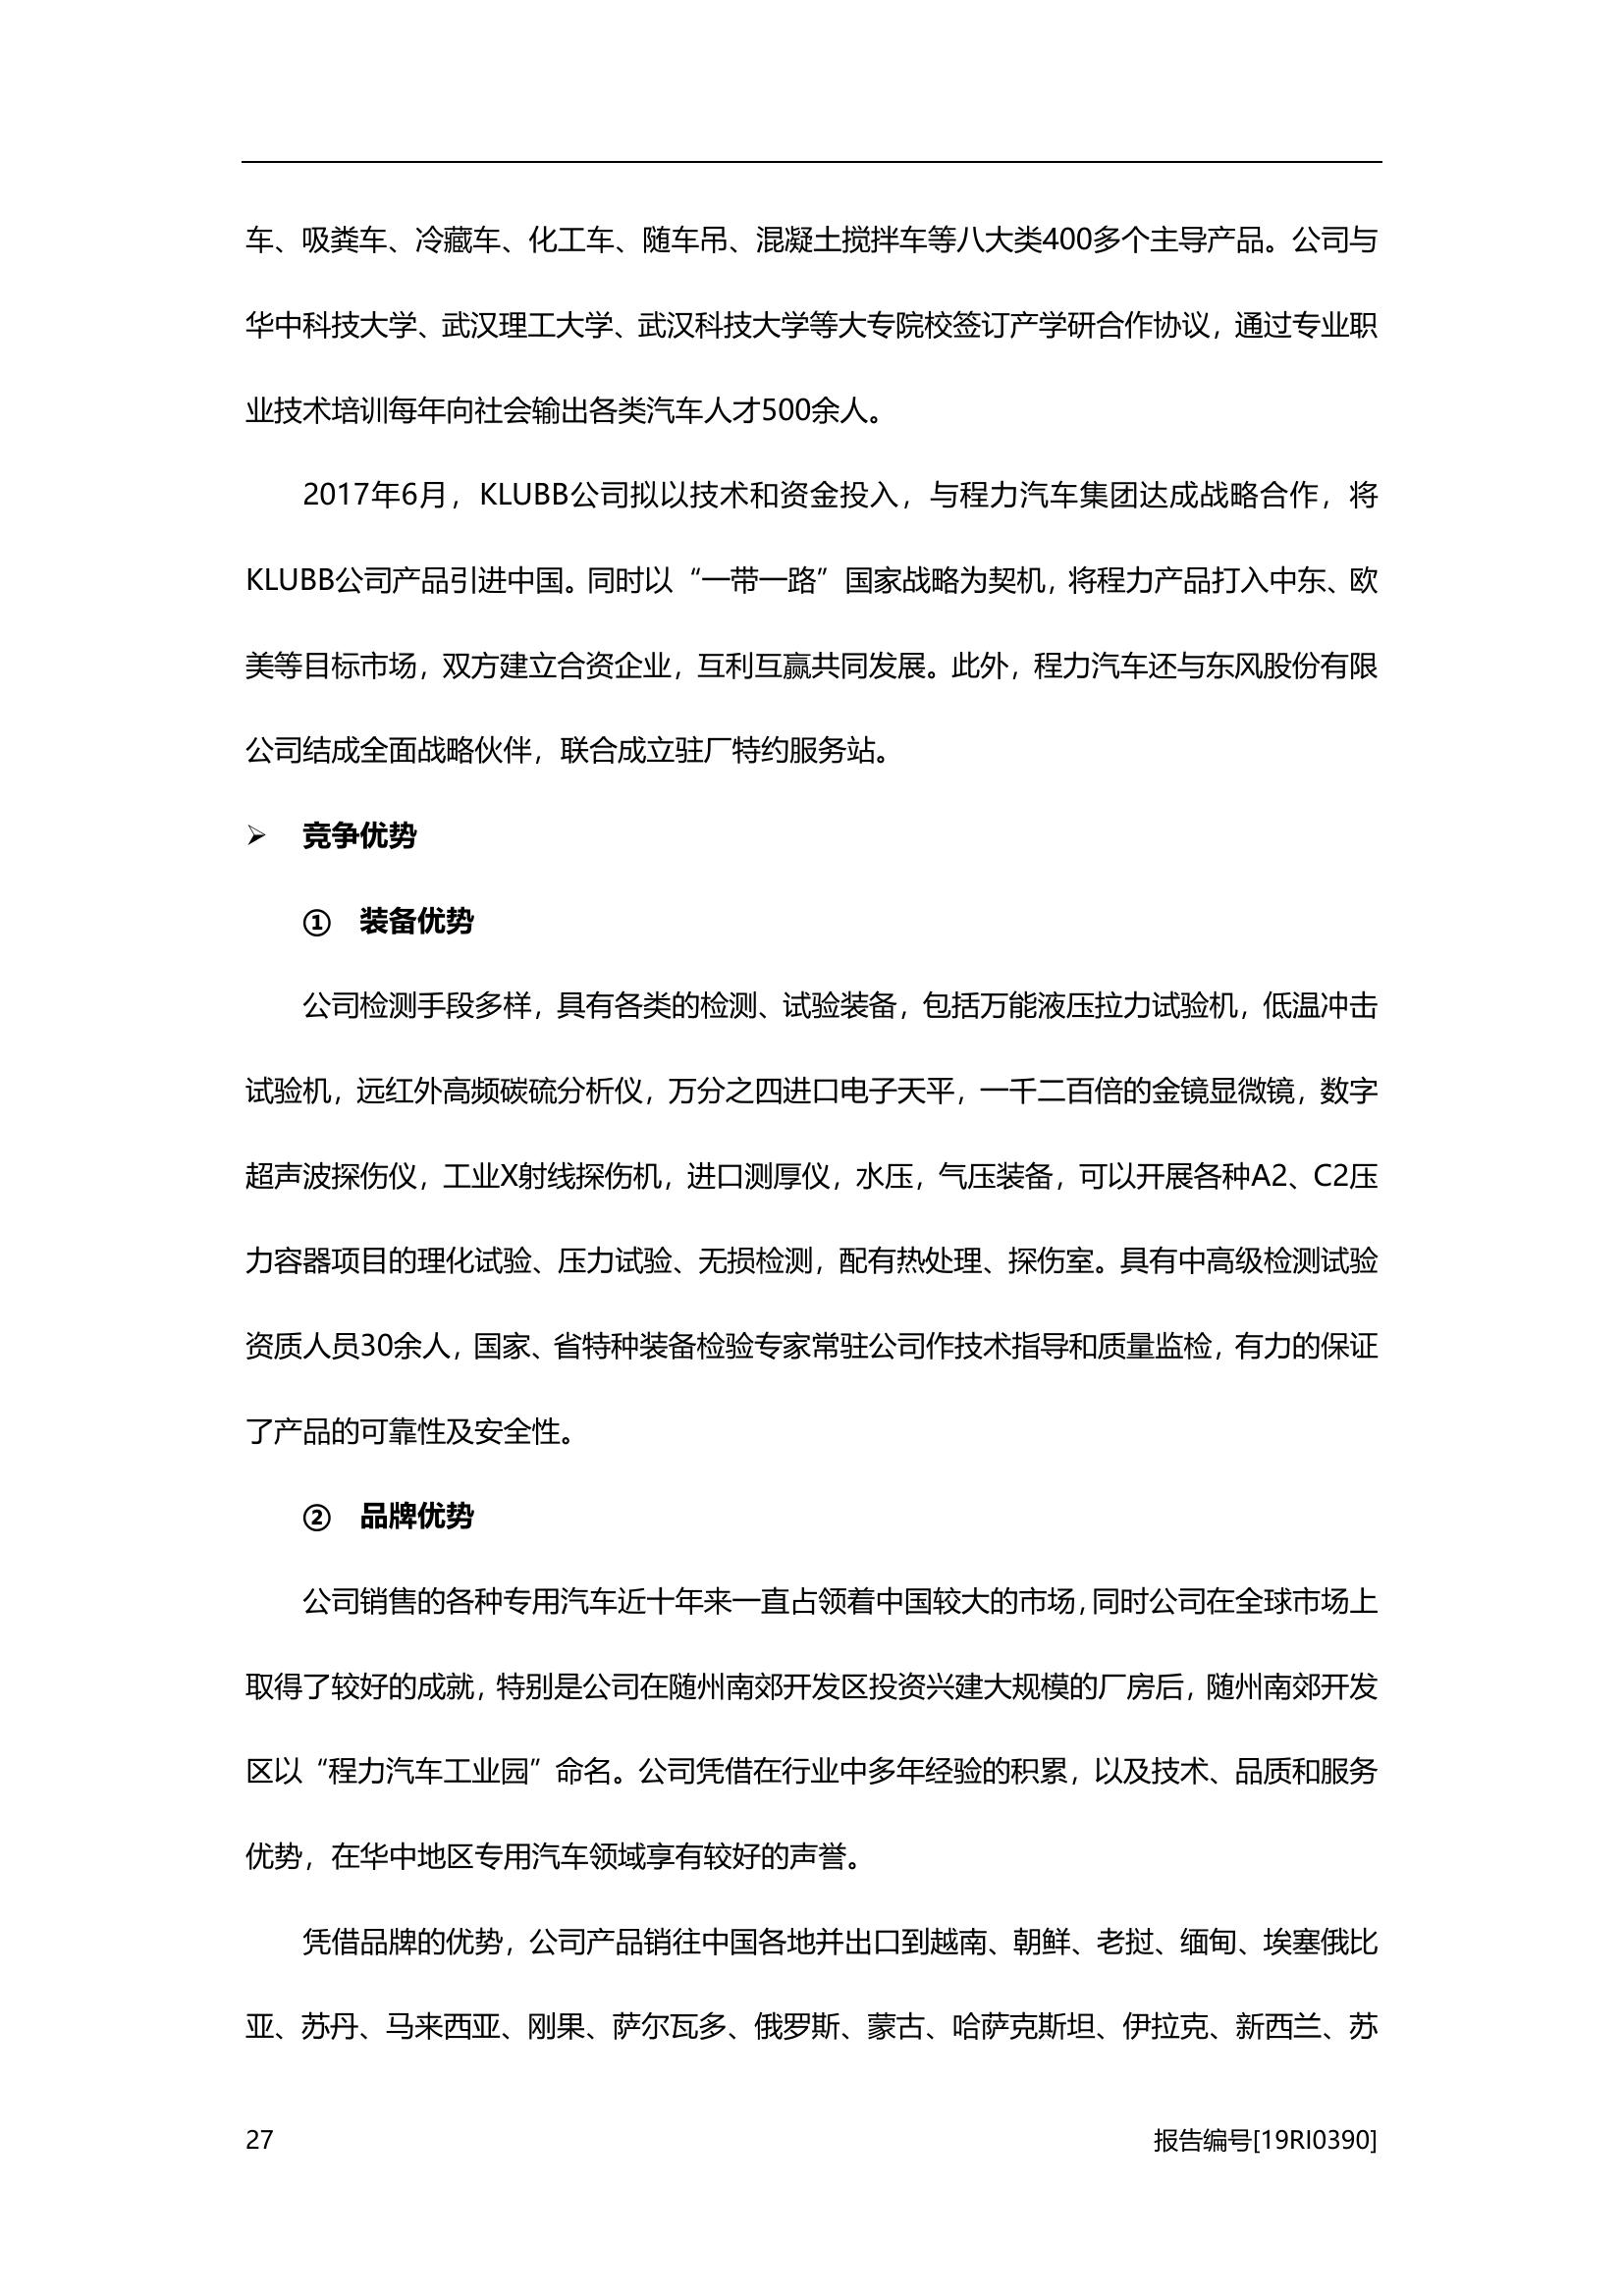 车、吸粪车、冷藏车、化工车、随车吊、混凝土搅拌车等八大类400多个主导产品。公司与
华中科技大学、武汉理工大学、武汉科技大学等大专院校签订产学研合作协议，通过专业职
业技术培训每年向社会输出各类汽车人才500余人。
2017年6月，KLUBB公司拟以技术和资金投入，与程力汽车集团达成战略合作，将
KLUBB公司产品引进中国。同时以“一带一路”国家战略为契机，将程力产品打入中东、欧
美等目标市场，双方建立合资企业，互利互赢共同发展。此外，程力汽车还与东风股份有限
公司结成全面战略伙伴，联合成立驻厂特约服务站。
➢ 竞争优势
① 装备优势
公司检测手段多样，具有各类的检测、试验装备，包括万能液压拉力试验机，低温冲击
试验机，远红外高频碳硫分析仪，万分之四进口电子天平，一千二百倍的金镜显微镜，数字
超声波探伤仪，工业X射线探伤机，进口测厚仪，水压，气压装备，可以开展各种A2、C2压
力容器项目的理化试验、压力试验、无损检测，配有热处理、探伤室。具有中高级检测试验
资质人员30余人，国家、省特种装备检验专家常驻公司作技术指导和质量监检，有力的保证
了产品的可靠性及安全性。
② 品牌优势
公司销售的各种专用汽车近十年来一直占领着中国较大的市场，同时公司在全球市场上
取得了较好的成就，特别是公司在随州南郊开发区投资兴建大规模的厂房后，随州南郊开发
区以“程力汽车工业园”命名。公司凭借在行业中多年经验的积累，以及技术、品质和服务
优势，在华中地区专用汽车领域享有较好的声誉。
凭借品牌的优势，公司产品销往中国各地并出口到越南、朝鲜、老挝、缅甸、埃塞俄比
亚、苏丹、马来西亚、刚果、萨尔瓦多、俄罗斯、蒙古、哈萨克斯坦、伊拉克、新西兰、苏
27 报告编号[19RI0390]